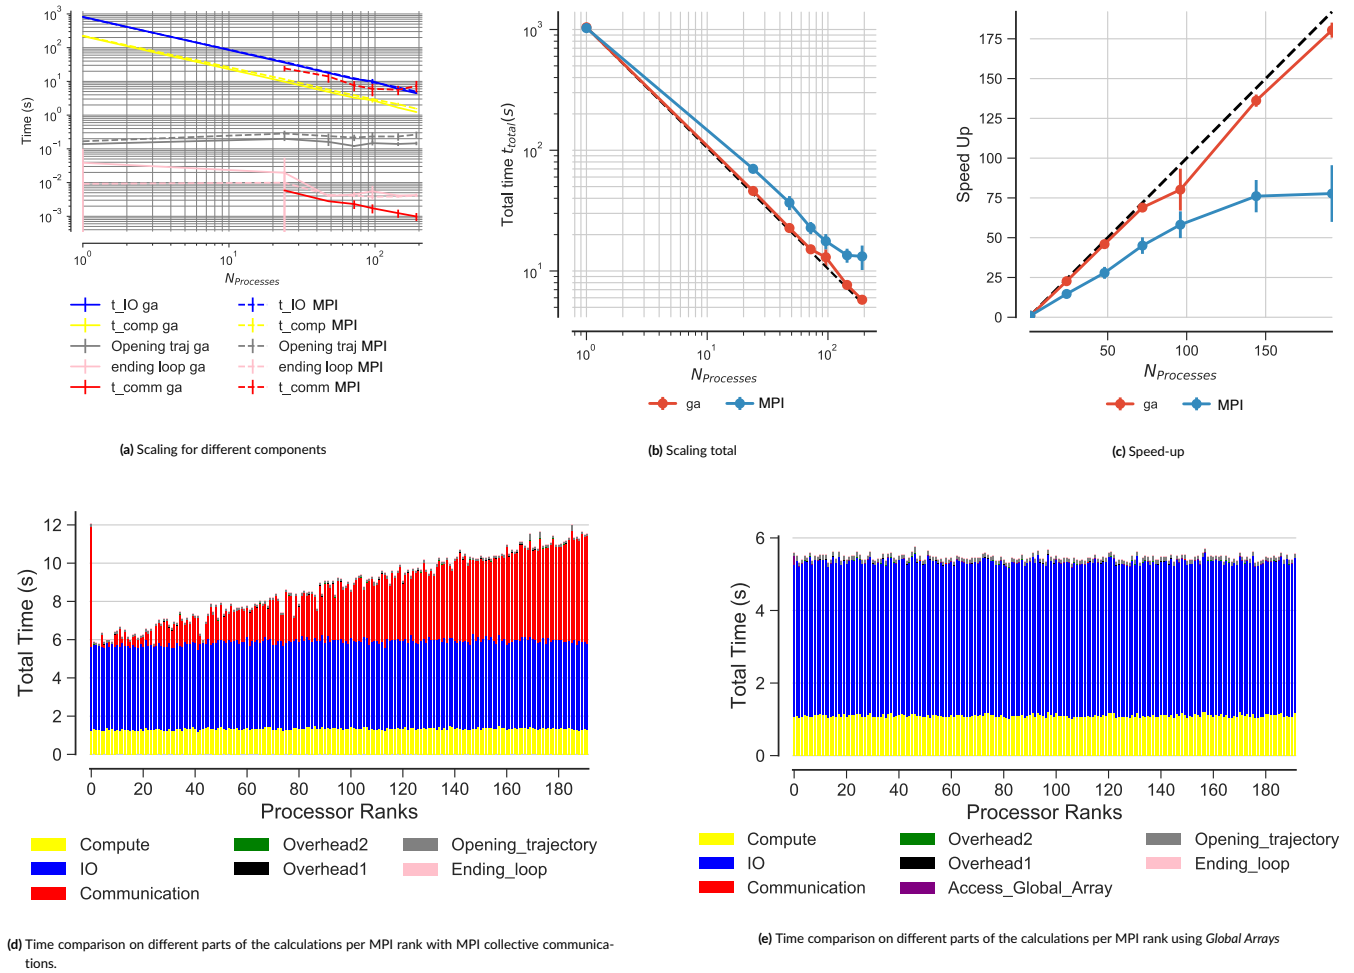 10³
10²
10¹
10⁰
10⁻¹
10⁻²
10⁻³
Time (s)
10⁰
10¹
10²
N_Processes
t_IO ga
t_IO MPI
t_comp ga
t_comp MPI
Opening traj ga
Opening traj MPI
ending loop ga
ending loop MPI
t_comm ga
t_comm MPI
(a) Scaling for different components
10³
10²
10¹
Total time t_total(s)
10⁰
10¹
10²
N_Processes
ga
MPI
(b) Scaling total
175
150
125
100
75
50
25
0
Speed Up
50
100
150
N_Processes
ga
MPI
(c) Speed-up
12
10
8
6
4
2
0
Total Time (s)
0 20 40 60 80 100 120 140 160 180
Processor Ranks
Compute
Overhead2
Opening_trajectory
IO
Overhead1
Ending_loop
Communication
(d) Time comparison on different parts of the calculations per MPI rank with MPI collective communica-
tions.
6
4
2
0
Total Time (s)
0 20 40 60 80 100 120 140 160 180
Processor Ranks
Compute
Overhead2
Opening_trajectory
IO
Overhead1
Ending_loop
Communication
Access_Global_Array
(e) Time comparison on different parts of the calculations per MPI rank using Global Arrays